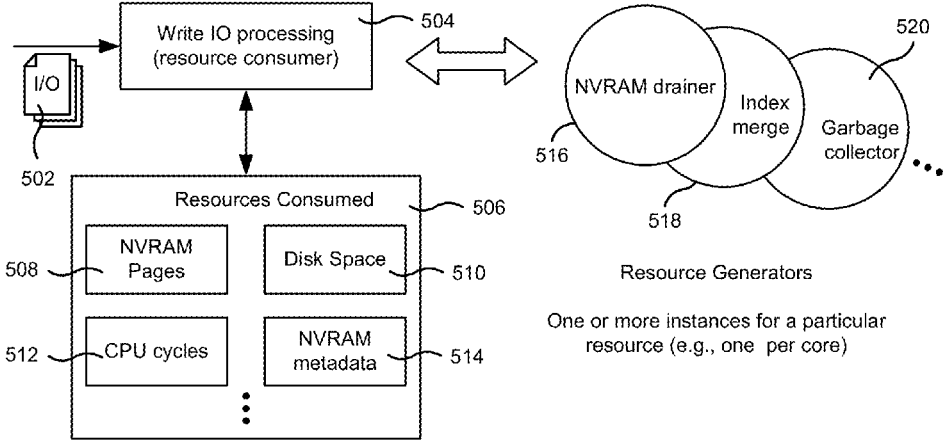 Write IO processing
(resource consumer)
504
I/O
502
NVRAM drainer
516
Index
merge
518
Garbage
collector
520
Resources Consumed
506
NVRAM
Pages
508
Disk Space
510
CPU cycles
512
NVRAM
metadata
514
Resource Generators
One or more instances for a particular
resource (e.g., one per core)